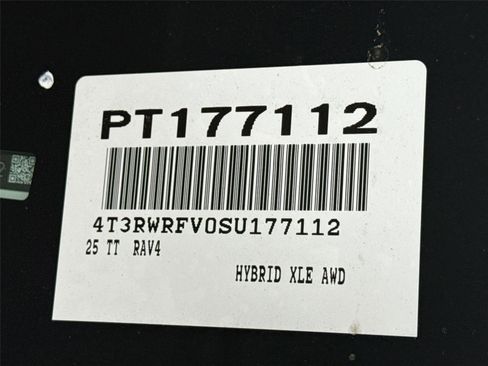 PT177112
4T3RWRFV0SU177112
25 TT RAV4
HYBRID XLE AWD